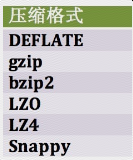 压缩格式
DEFLATE
gzip
bzip2
LZO
LZ4
Snappy